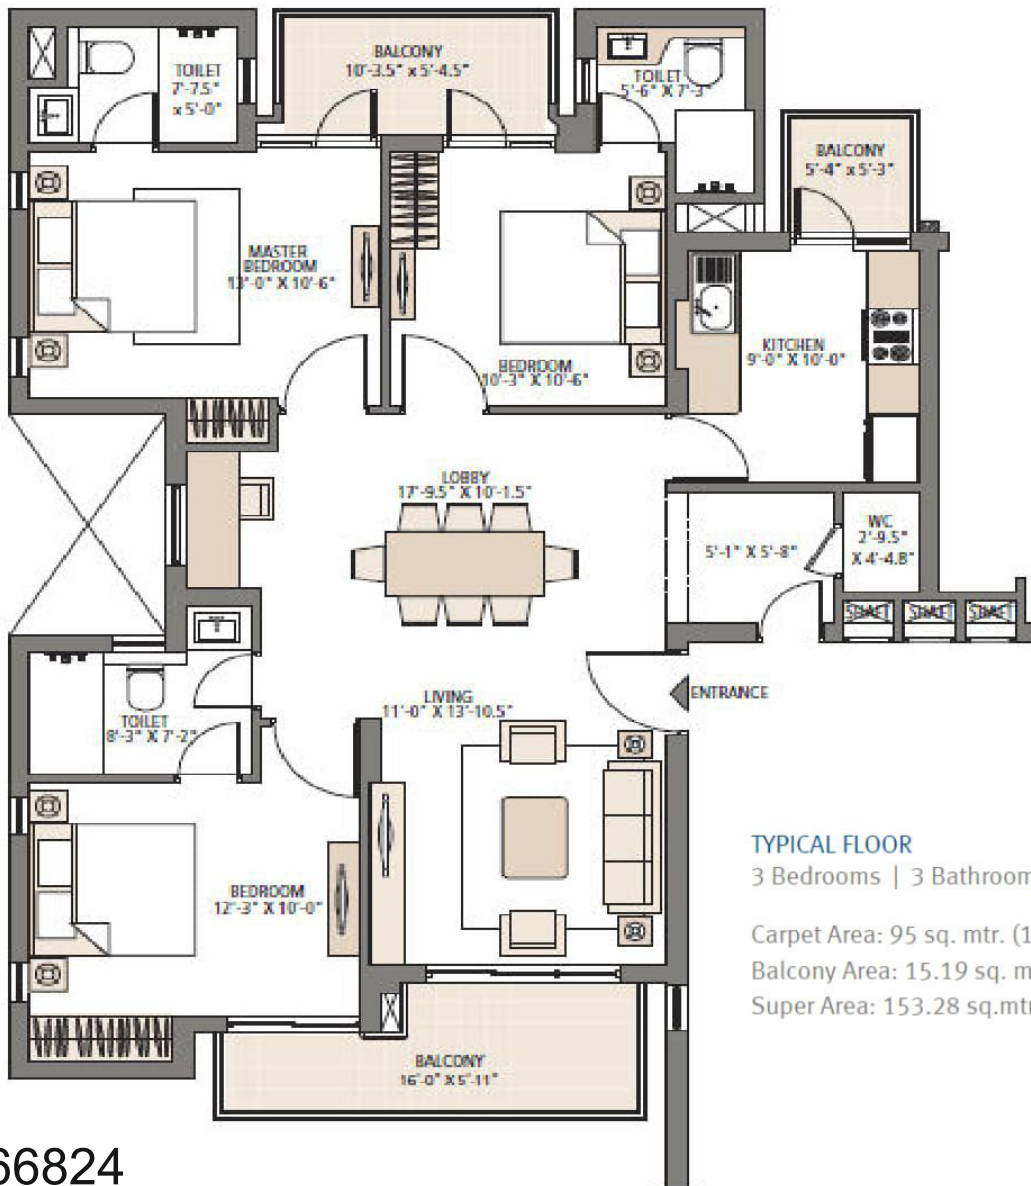 BALCONY
10'-3.5" x 5'-4.5"
TOILET
7'-7.5"
x 5'-0"
TOILET
5'-6" X 7'-3"
BALCONY
5'-4" x 5'-3"
MASTER
BEDROOM
13'-0" X 10'-6"
BEDROOM
10'-3" X 10'-6"
KITCHEN
9'-0" X 10'-0"
LOBBY
17'-9.5" X 10'-1.5"
5'-1" X 5'-8"
WC
2'-9.5"
X 4'-4.8"
SHAFT SHAFT SHAFT
ENTRANCE
LIVING
11'-0" X 13'-10.5"
TOILET
8'-3" X 7'-2"
BEDROOM
12'-3" X 10'-0"
TYPICAL FLOOR
3 Bedrooms | 3 Bathroom
Carpet Area: 95 sq. mtr. (1
Balcony Area: 15.19 sq. m
Super Area: 153.28 sq.mtr
BALCONY
16'-0" X 5'-11"
66824